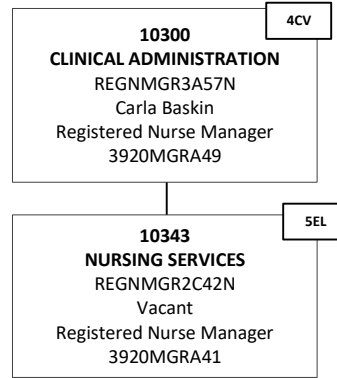 4CV
10300
CLINICAL ADMINISTRATION
REGNMGR3A57N
Carla Baskin
Registered Nurse Manager
3920MGRA49
5EL
10343
NURSING SERVICES
REGNMGR2C42N
Vacant
Registered Nurse Manager
3920MGRA41